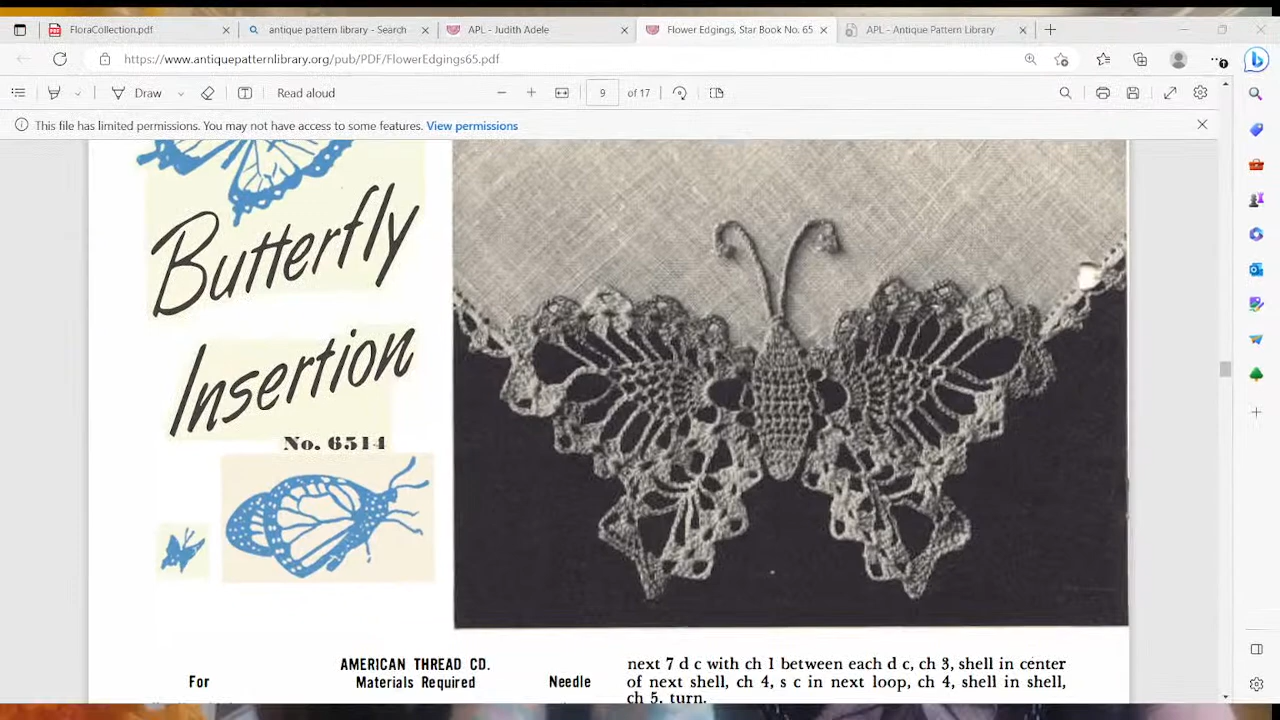 FloraCollection.pdf
antique pattern library - Search
APL - Judith Adele
Flower Edgings, Star Book No. 65
APL - Antique Pattern Library
https://www.antiquepatternlibrary.org/pub/PDF/FlowerEdgings65.pdf
Draw
Read aloud
9 of 17
This file has limited permissions. You may not have access to some features. View permissions
Butterfly
Insertion
No. 6514
AMERICAN THREAD CO.
For Materials Required Needle
next 7 d c with ch 1 between each d c, ch 3, shell in center
of next shell, ch 4, s c in next loop, ch 4, shell in shell,
ch 5, turn.